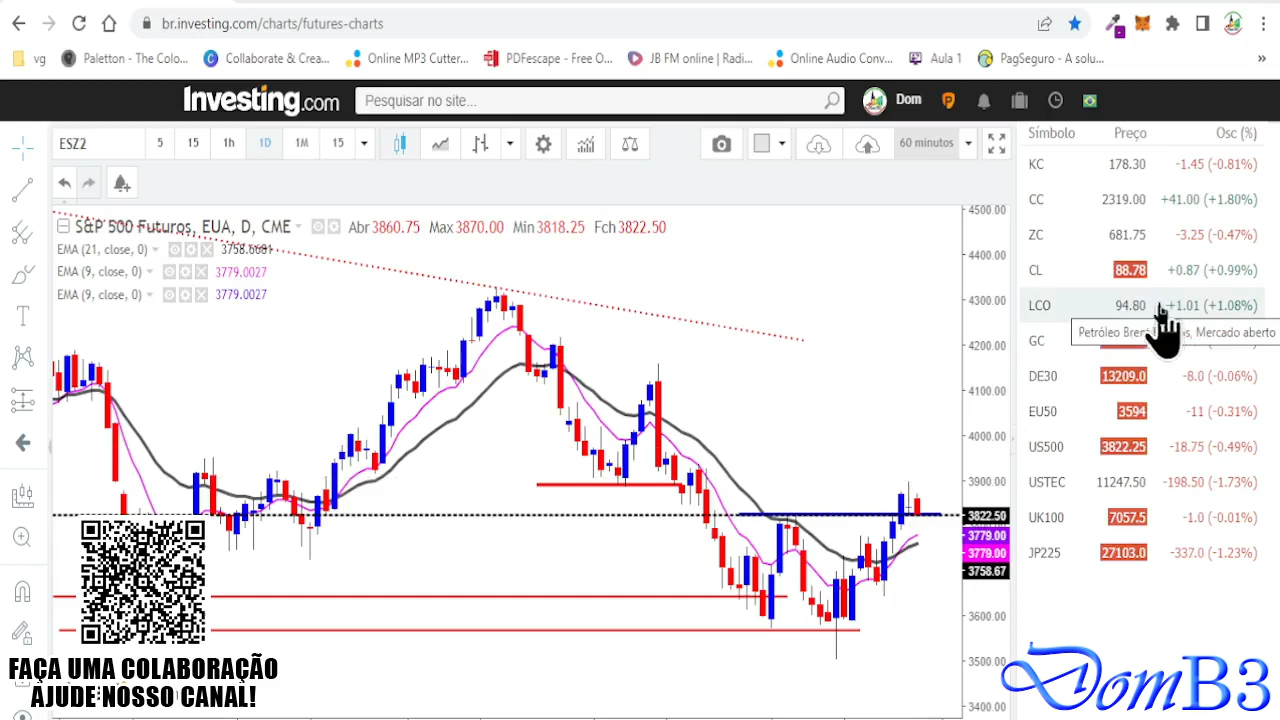 br.investing.com/charts/futures-charts
vg
Paletton - The Colo...
Collaborate & Crea...
Online MP3 Cutter...
PDFescape - Free O...
JB FM online | Radi...
Online Audio Conv...
Aula 1
PagSeguro - A solu...
»
Investing.com
Pesquisar no site...
Dom
ESZ2
5
15
1h
1D
1M
15
60 minutos
Símbolo Preço Osc (%)
KC 178.30 -1.45 (-0.81%)
CC 2319.00 +41.00 (+1.80%)
ZC 681.75 -3.25 (-0.47%)
CL 88.78 +0.87 (+0.99%)
LCO 94.80 +1.01 (+1.08%)
Petróleo Brent , Mercado aberto
GC
DE30 13209.0 -8.0 (-0.06%)
EU50 3594 -11 (-0.31%)
US500 3822.25 -18.75 (-0.49%)
USTEC 11247.50 -198.50 (-1.73%)
UK100 7057.5 -1.0 (-0.01%)
JP225 27103.0 -337.0 (-1.23%)
S&P 500 Futuros, EUA, D, CME Abr 3860.75 Max 3870.00 Min 3818.25 Fch 3822.50
EMA (21, close, 0) 3758.6681
EMA (9, close, 0) 3779.0027
EMA (9, close, 0) 3779.0027
4500.00
4400.00
4300.00
4200.00
4100.00
4000.00
3900.00
3822.50
3779.00
3779.00
3758.67
3600.00
3500.00
3400.00
FAÇA UMA COLABORAÇÃO
AJUDE NOSSO CANAL!
DomB3